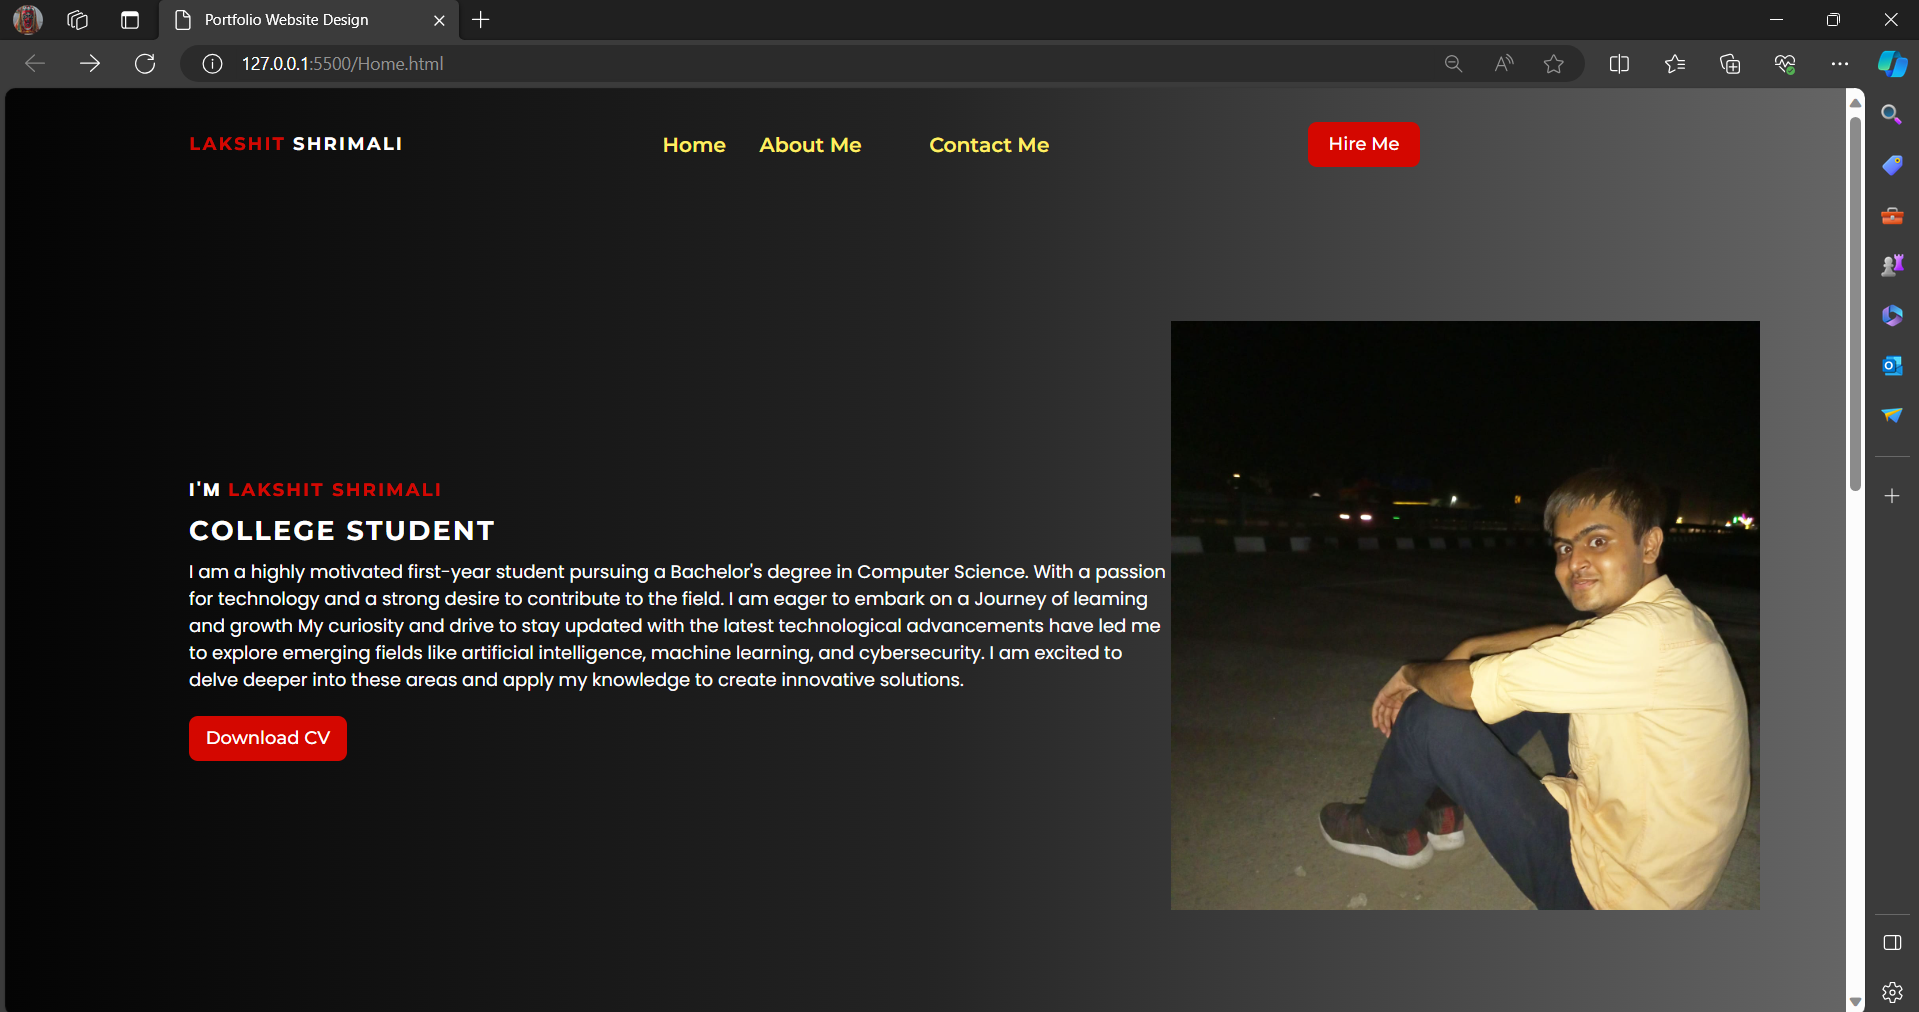 Portfolio Website Design
127.0.0.1:5500/Home.html
LAKSHIT SHRIMALI
Home About Me Contact Me
Hire Me
I'M LAKSHIT SHRIMALI
COLLEGE STUDENT
I am a highly motivated first-year student pursuing a Bachelor's degree in Computer Science. With a passion
for technology and a strong desire to contribute to the field. I am eager to embark on a Journey of leaming
and growth My curiosity and drive to stay updated with the latest technological advancements have led me
to explore emerging fields like artificial intelligence, machine learning, and cybersecurity. I am excited to
delve deeper into these areas and apply my knowledge to create innovative solutions.
Download CV